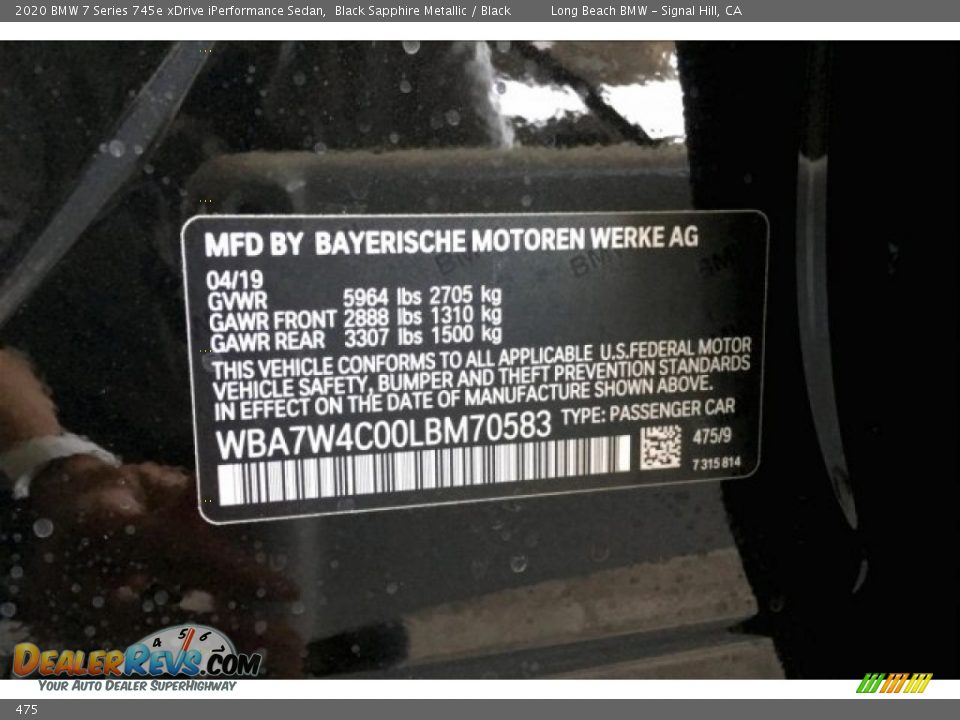 2020 BMW 7 Series 745e xDrive iPerformance Sedan, Black Sapphire Metallic / Black Long Beach BMW - Signal Hill, CA
MFD BY BAYERISCHE MOTOREN WERKE AG
04/19
GVWR 5964 lbs 2705 kg
GAWR FRONT 2888 lbs 1310 kg
GAWR REAR 3307 lbs 1500 kg
THIS VEHICLE CONFORMS TO ALL APPLICABLE U.S.FEDERAL MOTOR
VEHICLE SAFETY, BUMPER AND THEFT PREVENTION STANDARDS
IN EFFECT ON THE DATE OF MANUFACTURE SHOWN ABOVE.
WBA7W4C00LBM70583 TYPE: PASSENGER CAR
475/9
7 315 814
4 5 6
DEALERREVS.COM
YOUR AUTO DEALER SUPERHIGHWAY
475